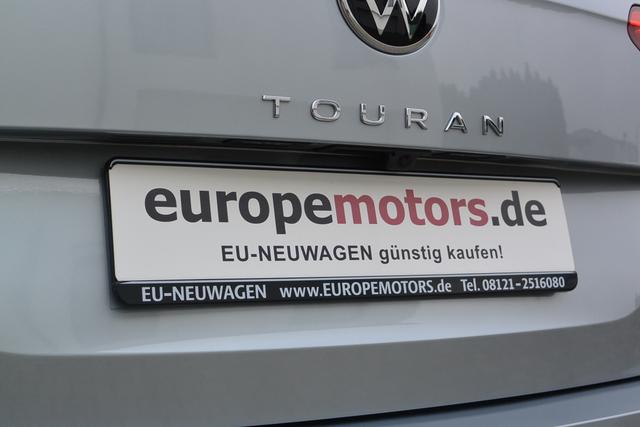 TOURAN
europemotors.de
EU-NEUWAGEN günstig kaufen!
EU-NEUWAGEN www.EUROPEMOTORS.de Tel. 08121-2516080